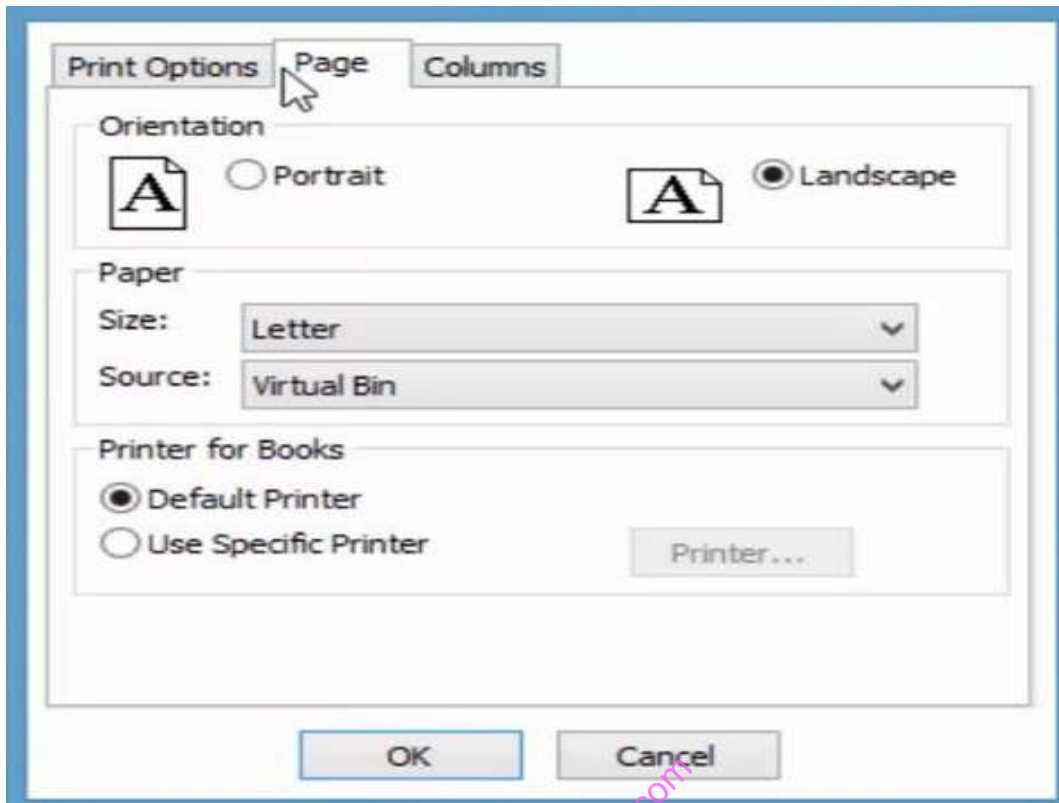 Print Options Page Columns
Orientation
A Portrait A Landscape
Paper
Size: Letter
Source: Virtual Bin
Printer for Books
Default Printer
Use Specific Printer Printer...
OK Cancel
com